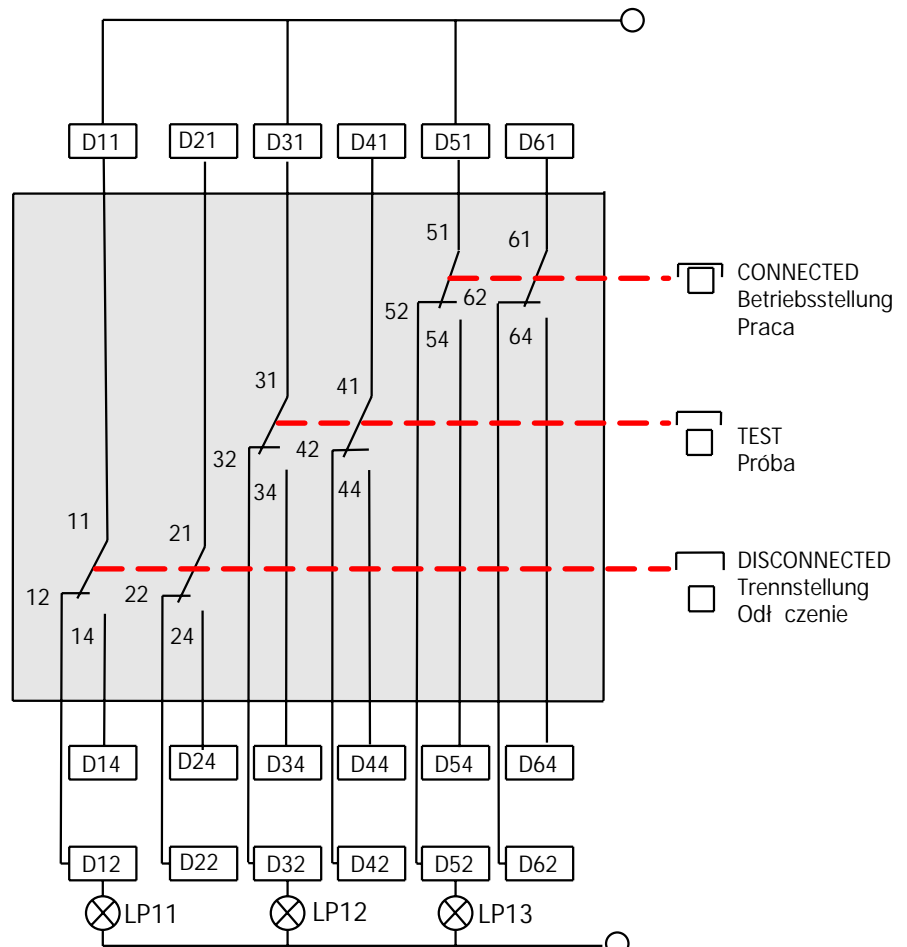 D11 D21 D31 D41 D51 D61
51 61
CONNECTED
Betriebsstellung
52 62
Praca
54 64
31 41
TEST
32 42
Próba
34 44
11 21
DISCONNECTED
12 22
Trennstellung
14 24
Odł czenie
D14 D24 D34 D44 D54 D64
D12 D22 D32 D42 D52 D62
LP11 LP12 LP13